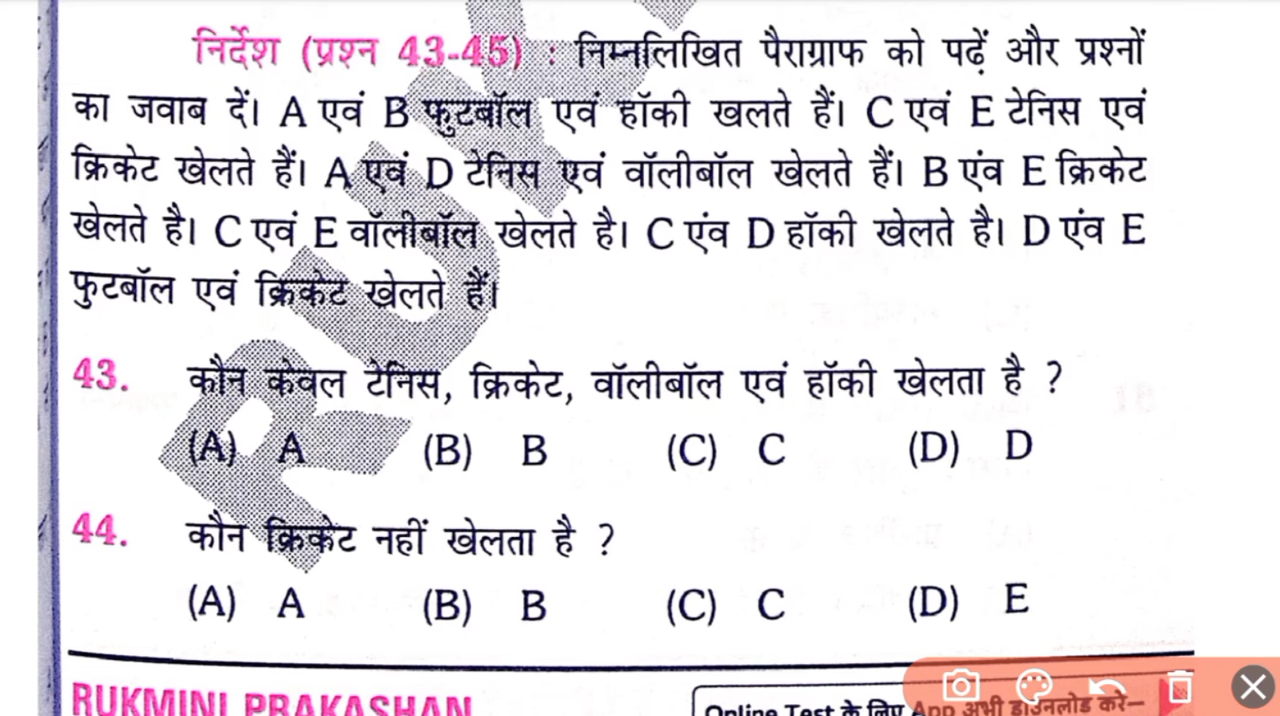 निर्देश (प्रश्न 43-45) : निम्नलिखित पैराग्राफ को पढ़ें और प्रश्नों
का जवाब दें। A एवं B फुटबॉल एवं हॉकी खलते हैं। C एवं E टेनिस एवं
क्रिकेट खेलते हैं। A एवं D टेनिस एवं वॉलीबॉल खेलते हैं। B एंव E क्रिकेट
खेलते है। C एवं E वॉलीबॉल खेलते है। C एंव D हॉकी खेलते है। D एंव E
फुटबॉल एवं क्रिकेट खेलते हैं।
43. कौन केवल टेनिस, क्रिकेट, वॉलीबॉल एवं हॉकी खेलता है ?
(A) A (B) B (C) C (D) D
44. कौन क्रिकेट नहीं खेलता है ?
(A) A (B) B (C) C (D) E
RUKMINI PRAKASHAN
Online Test के लिए App अभी डाउनलोड करें–